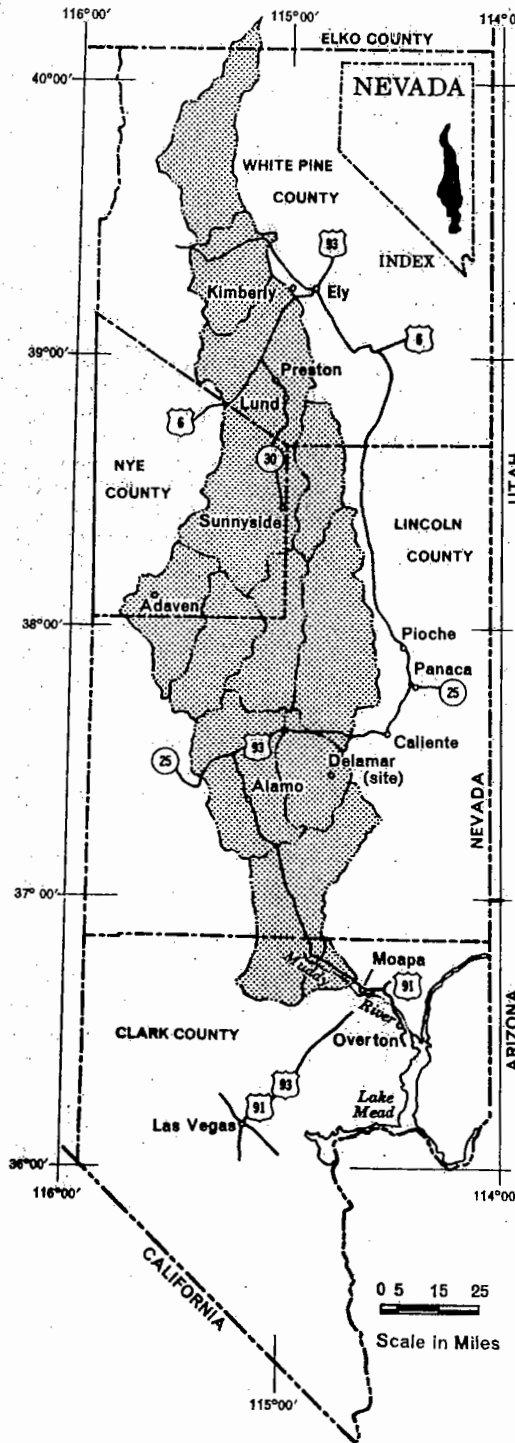 116°00'
115°00'
114°0
ELKO COUNTY
40°00'
NEVADA
WHITE PINE
COUNTY
93
INDEX
Kimberly
Ely
6
39°00'
Preston
Lund
6
30
NYE
COUNTY
UTAH
Sunnyside
LINCOLN
COUNTY
Adaven
38°00'
Pioche
Panaca
25
93
Caliente
25
Delamar
(site)
Alamo
NEVADA
37°00'
Moapa
Muddy
River
91
ARIZONA
CLARK COUNTY
Overton
93
91
Lake
Mead
Las Vegas
36°00'
116°00'
114°00'
CALIFORNIA
0 5 15 25
Scale in Miles
115°00'